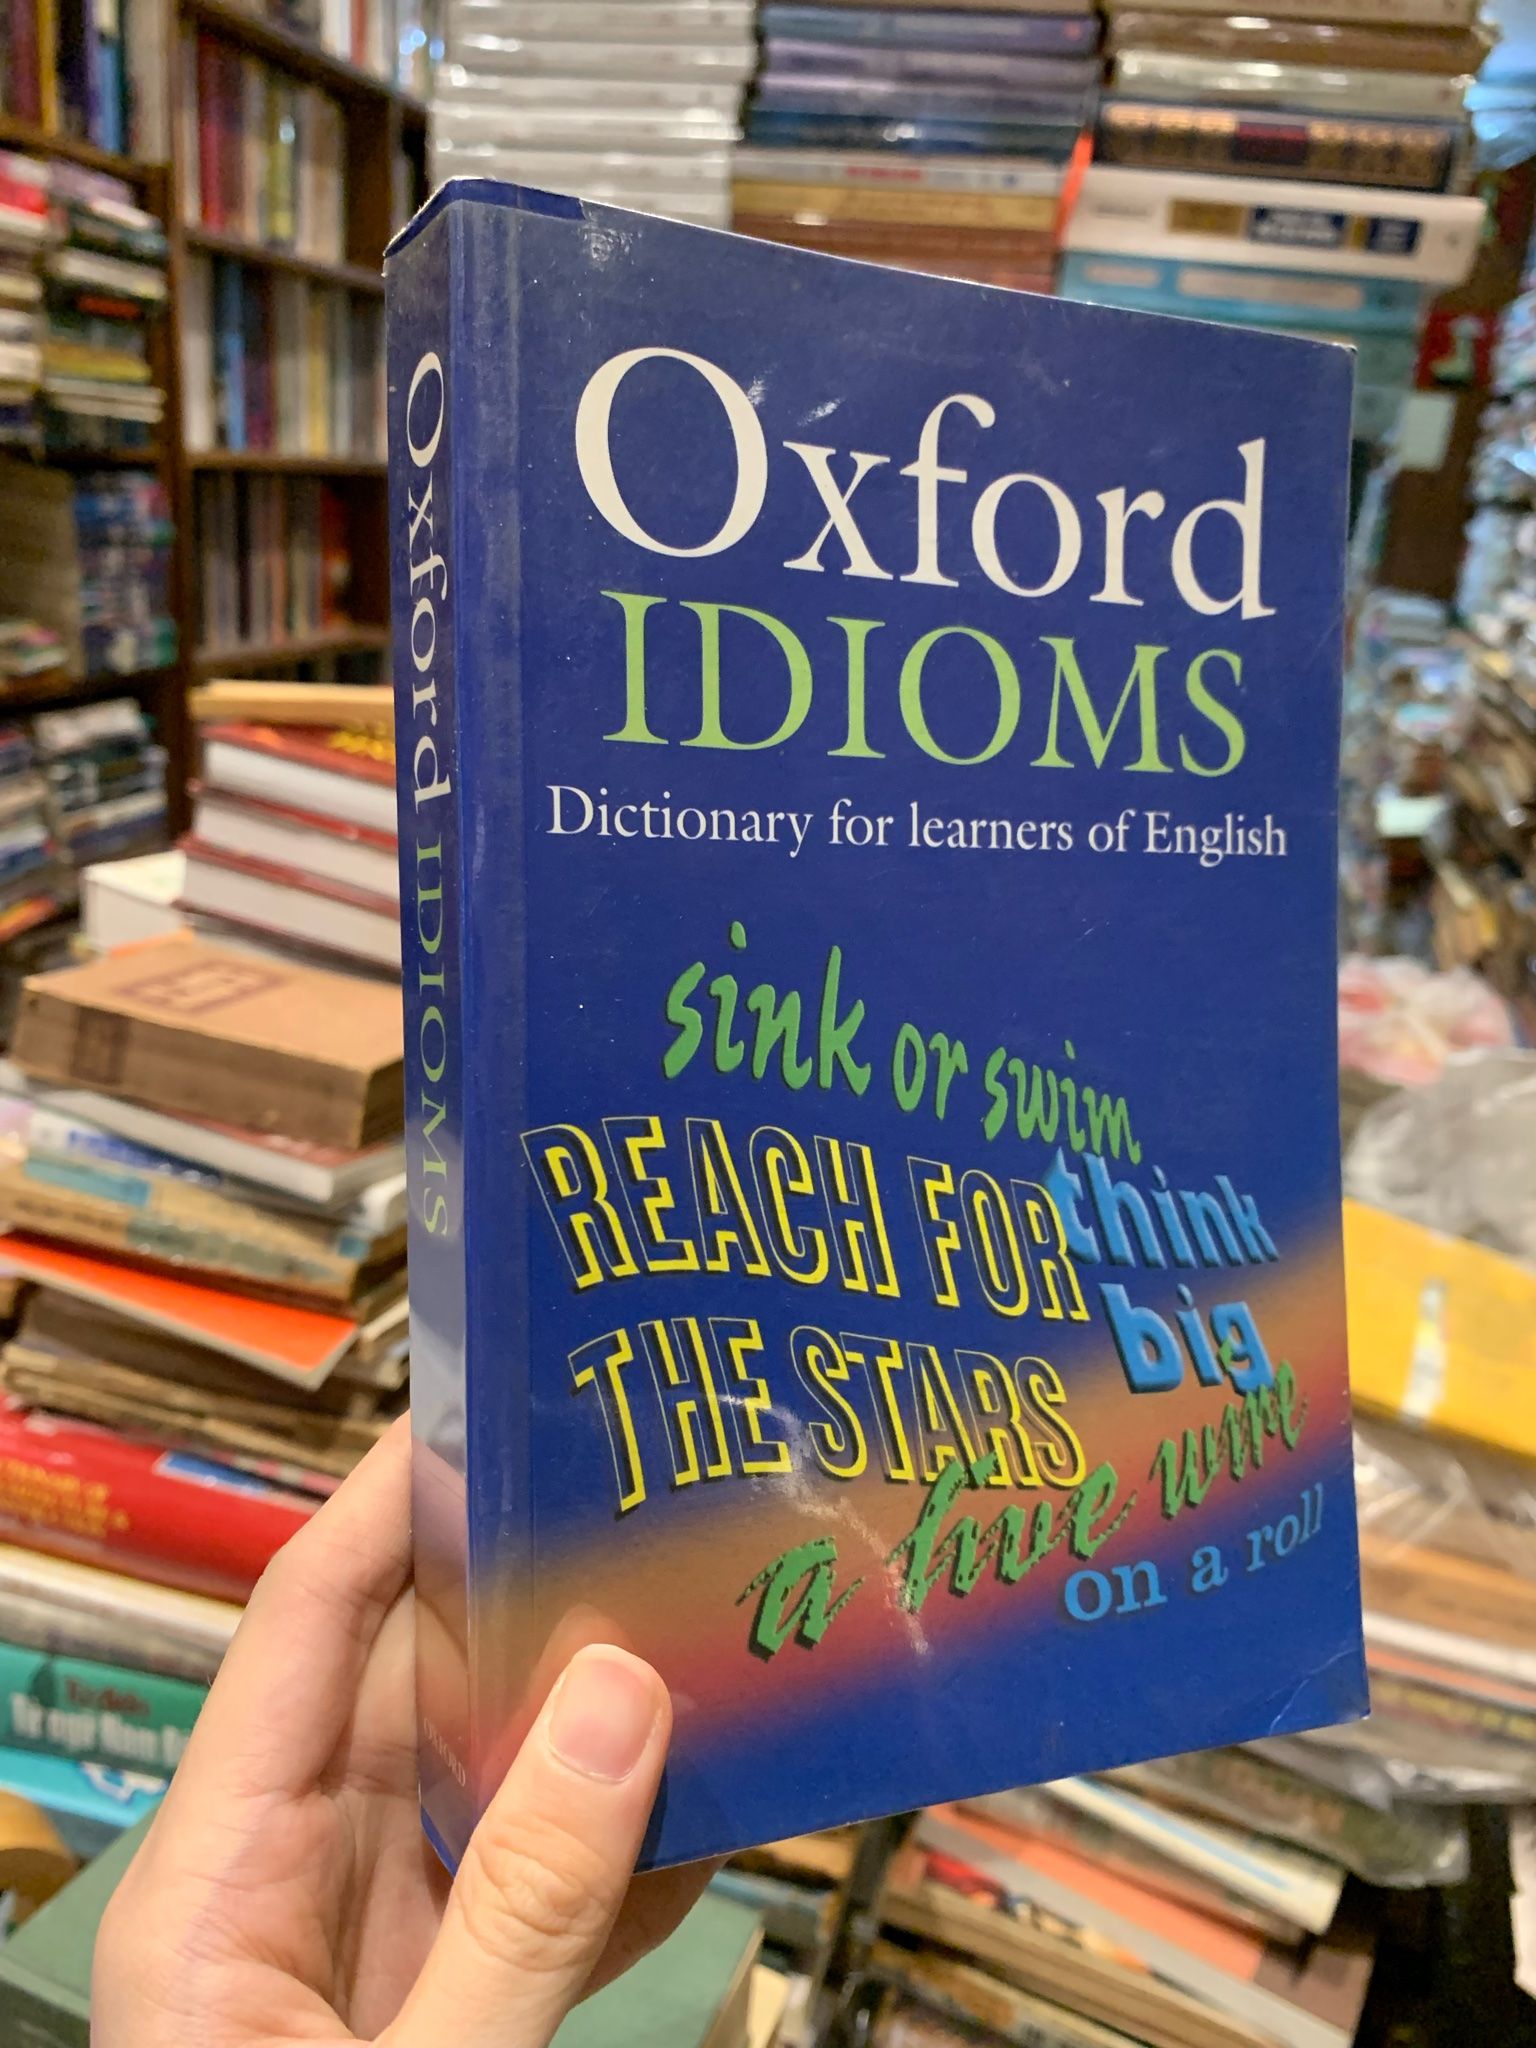 Oxford
IDIOMS
Dictionary for learners of English
sink or swim
REACH FOR
THE STARS
think
big
a live wire
on a roll
Oxford IDIOMS
OXFORD